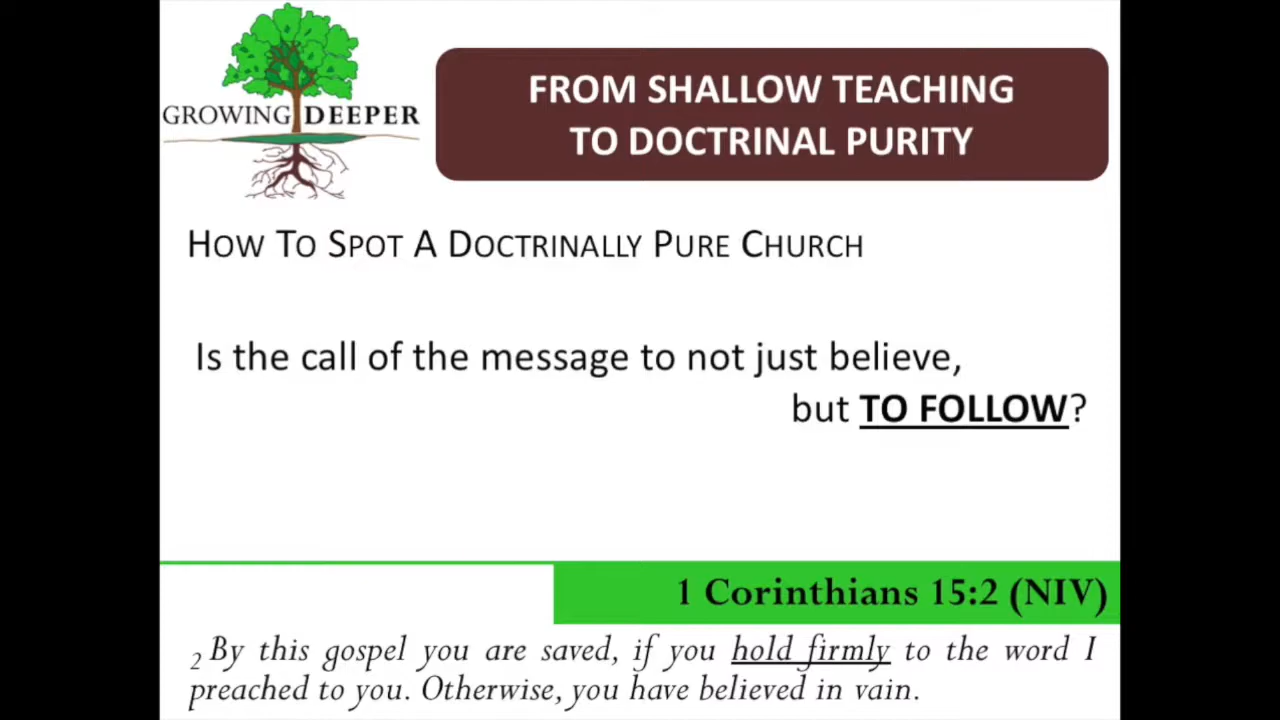 GROWING DEEPER
FROM SHALLOW TEACHING
TO DOCTRINAL PURITY
HOW TO SPOT A DOCTRINALLY PURE CHURCH
Is the call of the message to not just believe,
but TO FOLLOW?
1 Corinthians 15:2 (NIV)
2 By this gospel you are saved, if you hold firmly to the word I
preached to you. Otherwise, you have believed in vain.